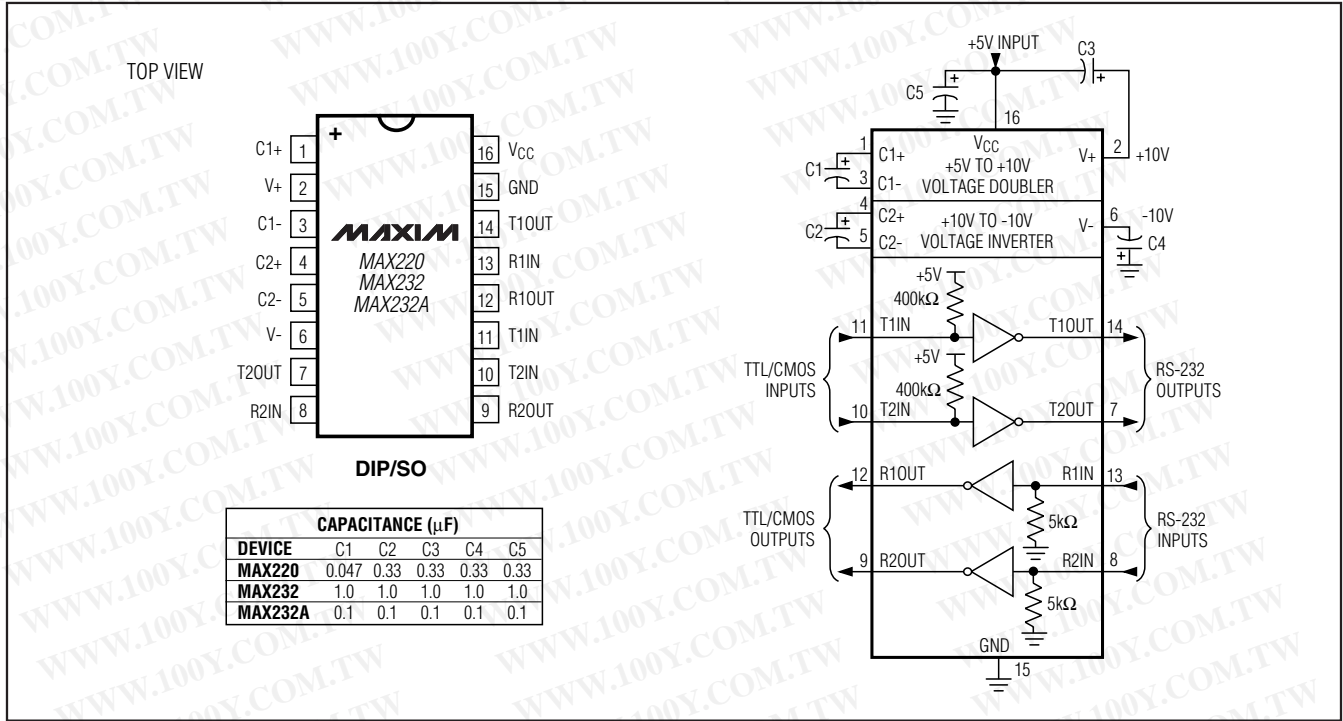 TOP VIEW
C1+ 1
V+ 2
C1- 3
C2+ 4
C2- 5
V- 6
T2OUT 7
R2IN 8
+
MAXIM
MAX220
MAX232
MAX232A
16 VCC
15 GND
14 T1OUT
13 R1IN
12 R1OUT
11 T1IN
10 T2IN
9 R2OUT
DIP/SO
CAPACITANCE (μF)
DEVICE C1 C2 C3 C4 C5
MAX220 0.047 0.33 0.33 0.33 0.33
MAX232 1.0 1.0 1.0 1.0 1.0
MAX232A 0.1 0.1 0.1 0.1 0.1
+5V INPUT
C3
+
C5
+
16
VCC
1
C1+
C1
+
3
C1-
+5V TO +10V
VOLTAGE DOUBLER
V+
2
+10V
4
C2+
C2
+
5
C2-
+10V TO -10V
VOLTAGE INVERTER
V-
6
-10V
C4
+
+5V
400kΩ
11 T1IN
T1OUT 14
+5V
400kΩ
TTL/CMOS
INPUTS
RS-232
OUTPUTS
10 T2IN
T2OUT 7
12 R1OUT
R1IN 13
5kΩ
TTL/CMOS
OUTPUTS
RS-232
INPUTS
9 R2OUT
R2IN 8
5kΩ
GND
15
WWW.100Y.COM.TW